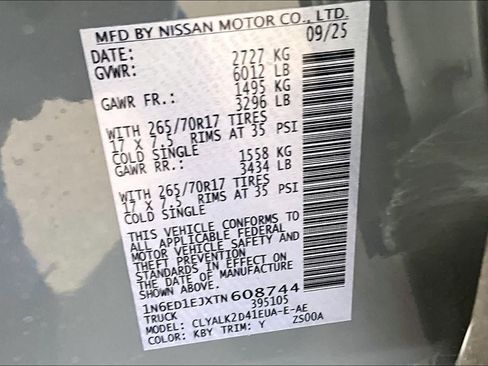 MFD BY NISSAN MOTOR CO., LTD.
DATE: 09/25
GVWR: 2727 KG
6012 LB
GAWR FR.: 1495 KG
3296 LB
WITH 265/70R17 TIRES
17 X 7.5 RIMS AT 35 PSI
COLD SINGLE
GAWR RR.: 1558 KG
3434 LB
WITH 265/70R17 TIRES
17 X 7.5 RIMS AT 35 PSI
COLD SINGLE
THIS VEHICLE CONFORMS TO
ALL APPLICABLE FEDERAL
MOTOR VEHICLE SAFETY AND
THEFT PREVENTION
STANDARDS IN EFFECT ON
THE DATE OF MANUFACTURE
SHOWN ABOVE.
1N6ED1EJXTN608744
TRUCK 395105
MODEL: CLYALK2D41EUA-E-AE
COLOR: KBY TRIM: Y ZS00A